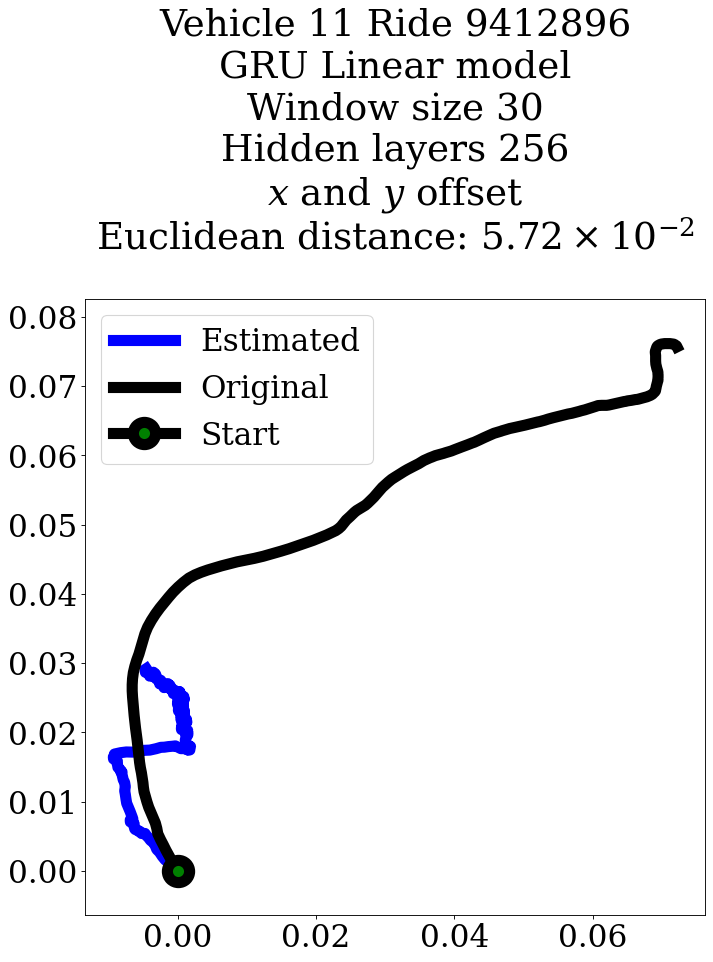 Vehicle 11 Ride 9412896
GRU Linear model
Window size 30
Hidden layers 256
x and y offset
Euclidean distance: 5.72 × 10⁻²
Estimated
Original
Start
0.08
0.07
0.06
0.05
0.04
0.03
0.02
0.01
0.00
0.00 0.02 0.04 0.06